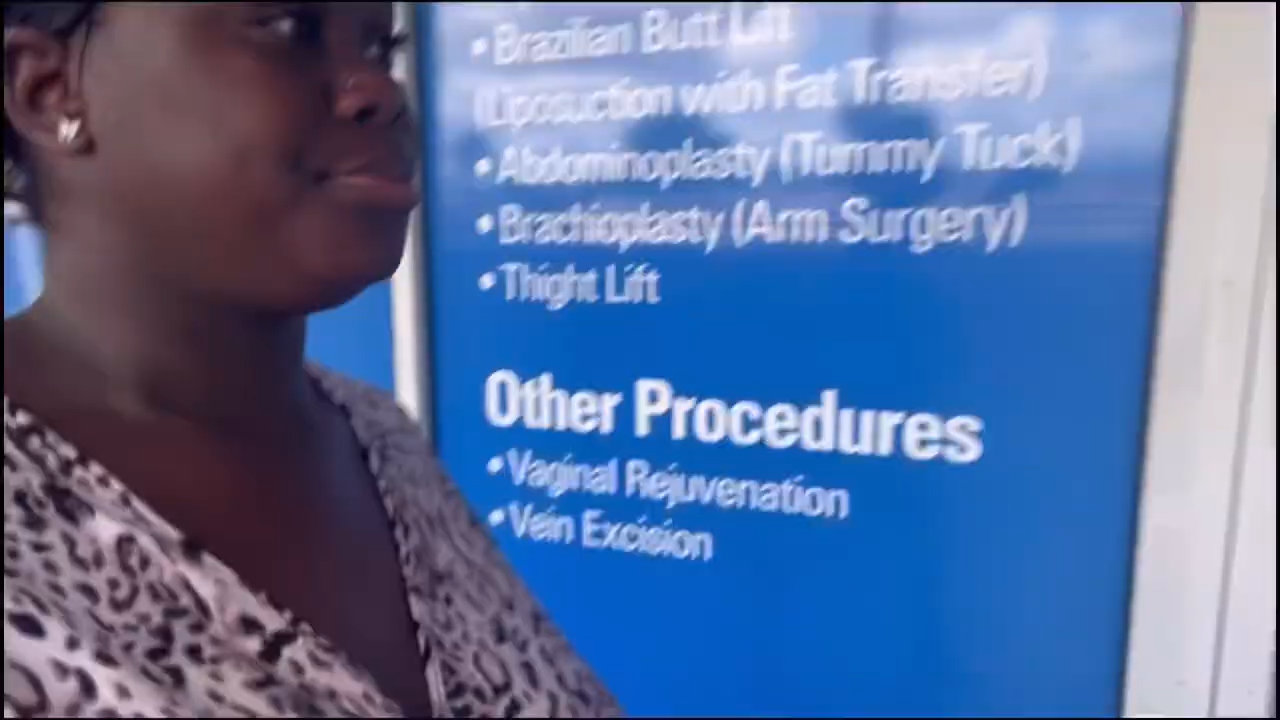 • Brazilian Butt Lift
(Liposuction with Fat Transfer)
• Abdominoplasty (Tummy Tuck)
• Brachioplasty (Arm Surgery)
• Thight Lift
Other Procedures
• Vaginal Rejuvenation
• Vein Excision